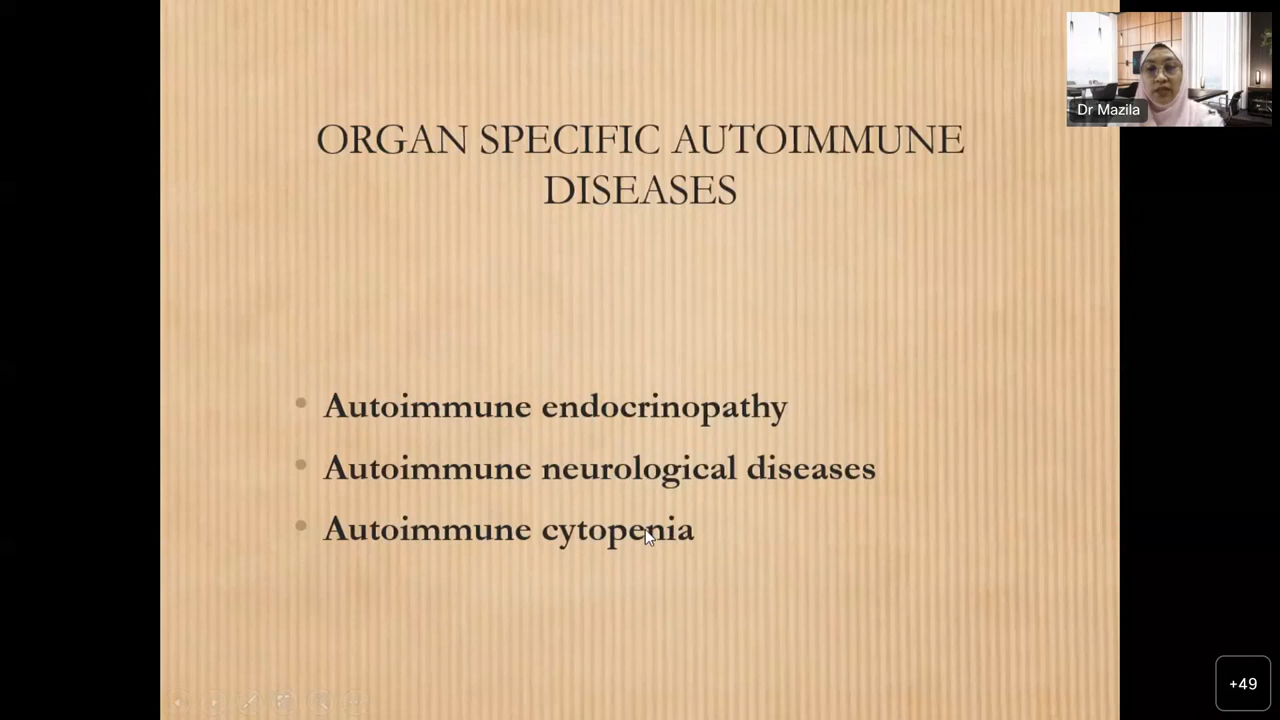 ORGAN SPECIFIC AUTOIMMUNE
DISEASES
Dr Mazila
Autoimmune endocrinopathy
Autoimmune neurological diseases
Autoimmune cytopenia
+49